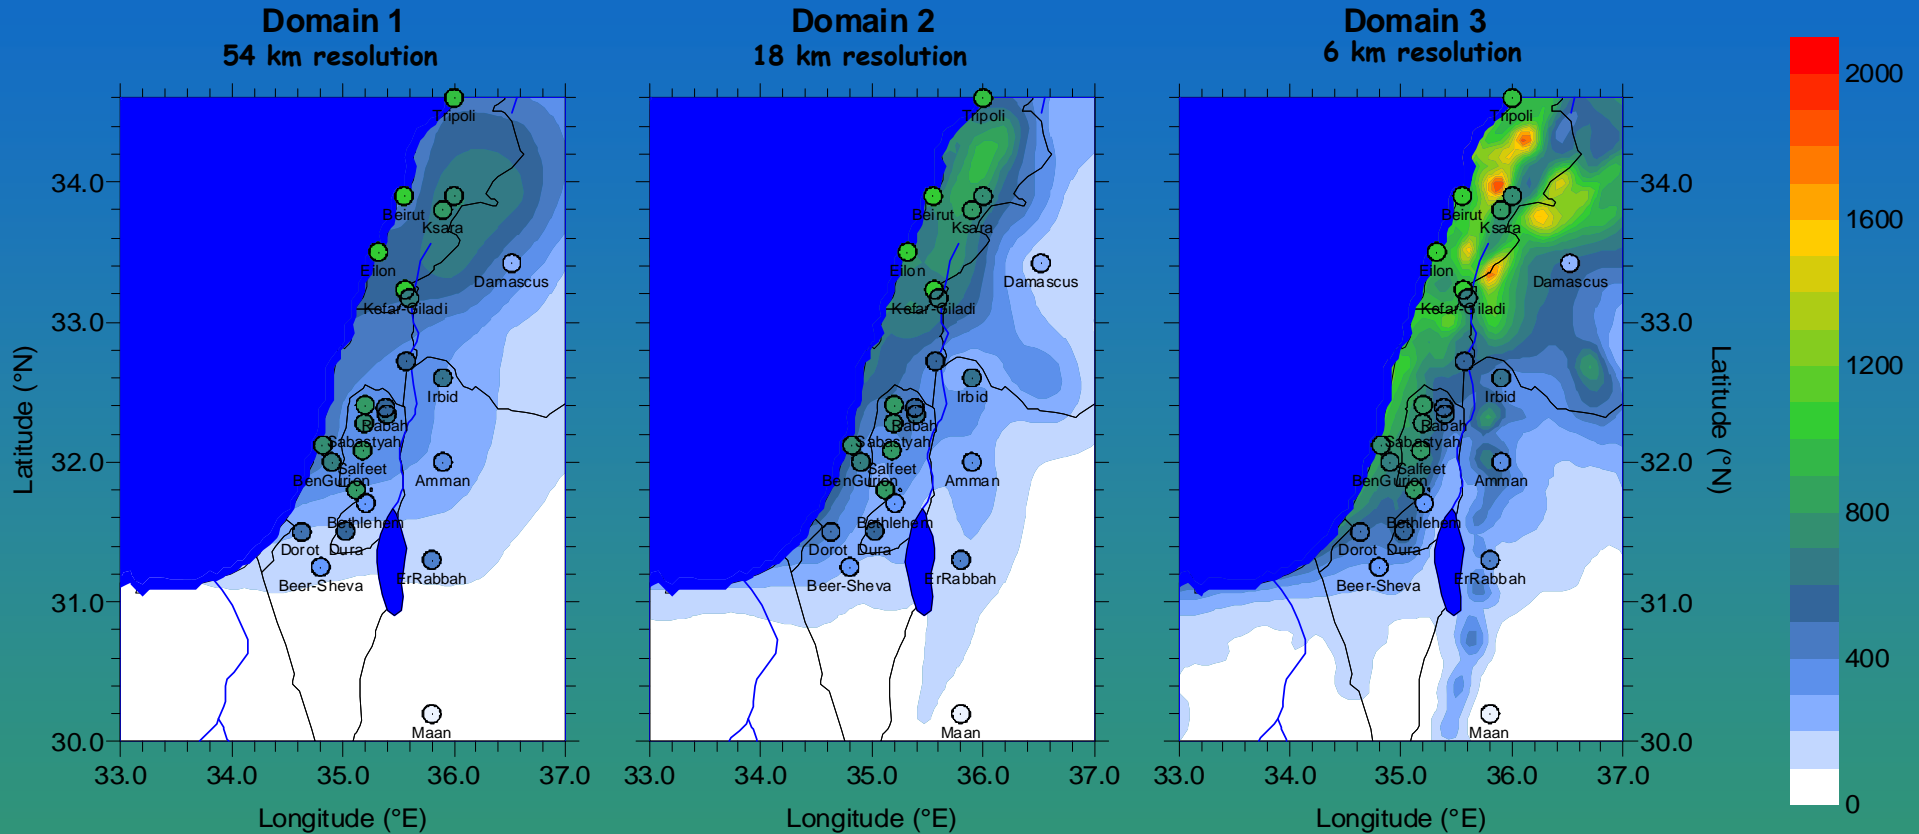 Domain 1
54 km resolution
Domain 2
18 km resolution
Domain 3
6 km resolution
Latitude (°N)
34.0
33.0
32.0
31.0
30.0
Tripoli
Beirut
Ksara
Eilon
Damascus
Kefar-Giladi
Irbid
Rabah
Sabastyah
Salfeet
BenGurion
Amman
Bethlehem
Dorot
Dura
ErRabbah
Beer-Sheva
Maan
33.0 34.0 35.0 36.0 37.0
Longitude (°E)
Tripoli
Beirut
Ksara
Eilon
Damascus
Kefar-Giladi
Irbid
Rabah
Sabastyah
Salfeet
BenGurion
Amman
Bethlehem
Dorot
Dura
ErRabbah
Beer-Sheva
Maan
33.0 34.0 35.0 36.0 37.0
Longitude (°E)
Tripoli
Beirut
Ksara
Eilon
Damascus
Kefar-Giladi
Irbid
Rabah
Sabastyah
Salfeet
BenGurion
Amman
Bethlehem
Dorot
Dura
ErRabbah
Beer-Sheva
Maan
33.0 34.0 35.0 36.0 37.0
Longitude (°E)
34.0
33.0
32.0
31.0
30.0
Latitude (°N)
2000
1600
1200
800
400
0